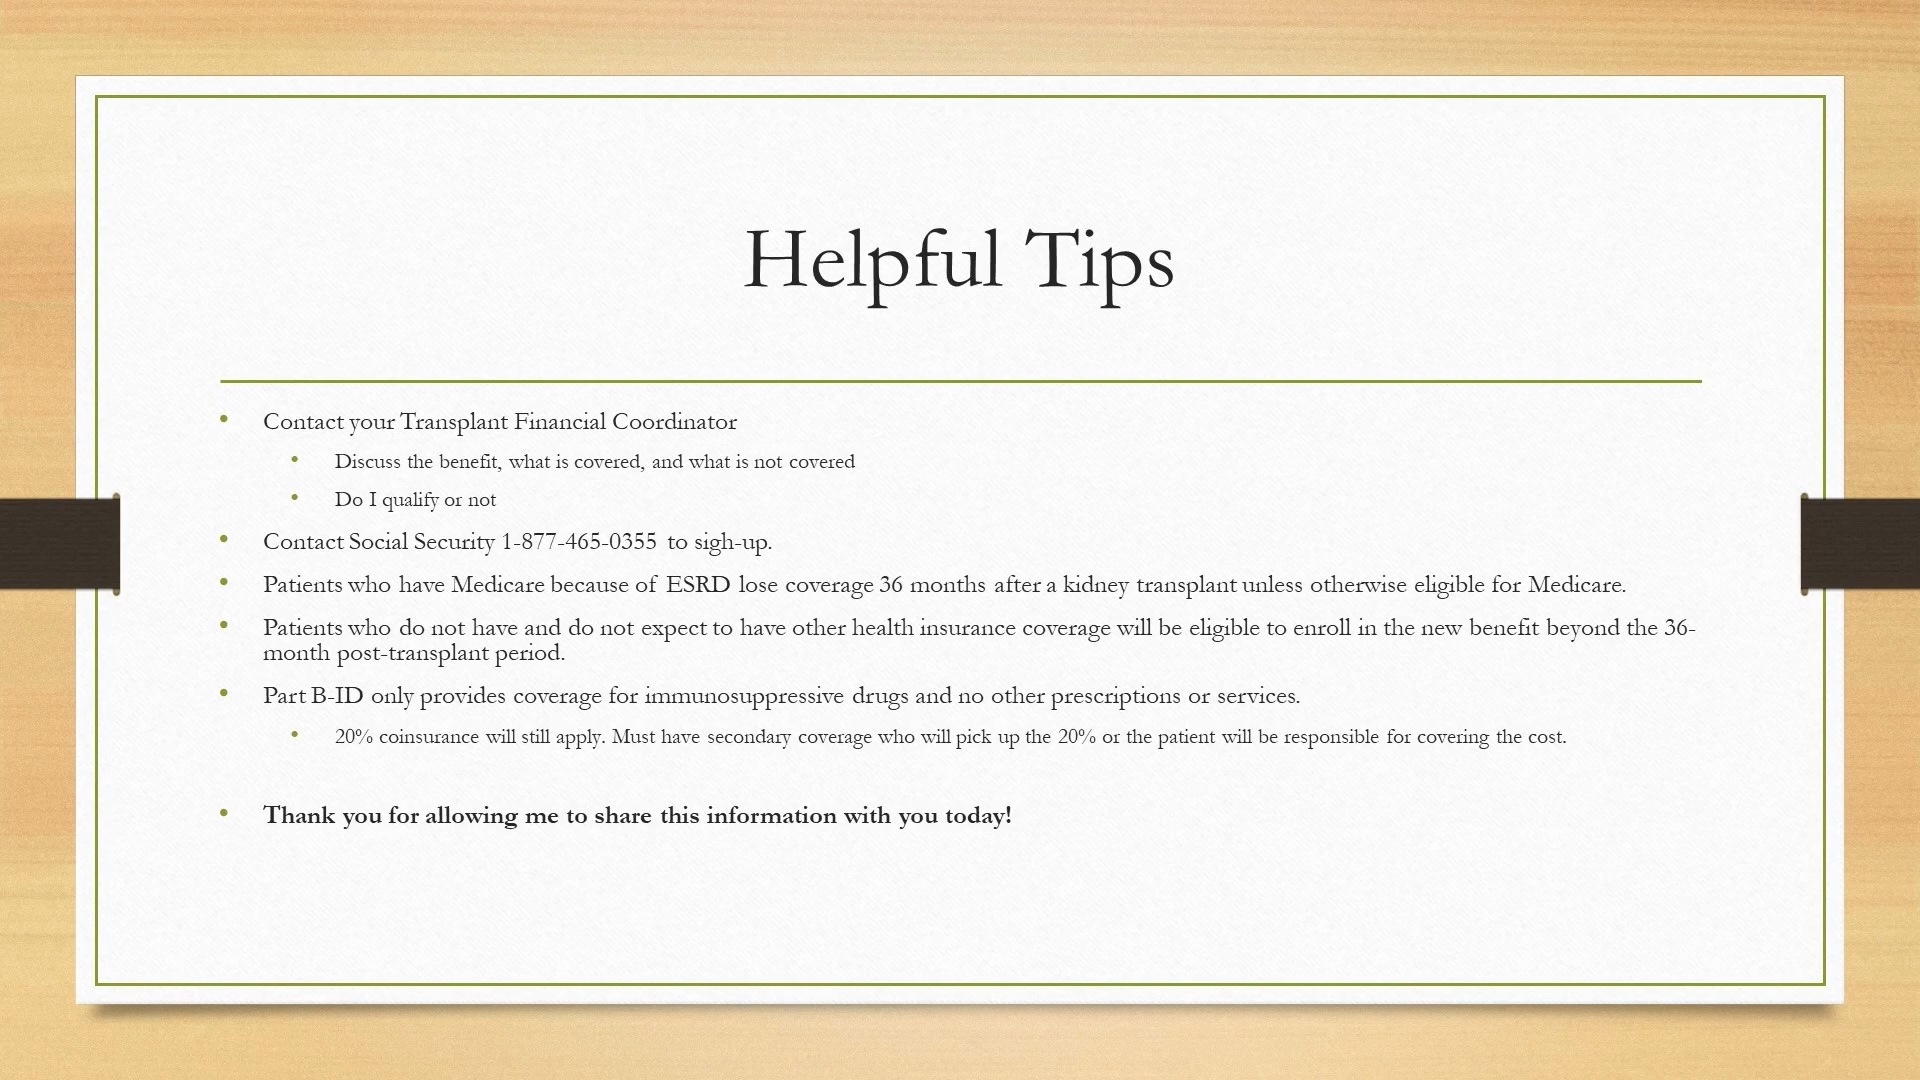 Helpful Tips
• Contact your Transplant Financial Coordinator
• Discuss the benefit, what is covered, and what is not covered
• Do I qualify or not
• Contact Social Security 1-877-465-0355 to sigh-up.
• Patients who have Medicare because of ESRD lose coverage 36 months after a kidney transplant unless otherwise eligible for Medicare.
• Patients who do not have and do not expect to have other health insurance coverage will be eligible to enroll in the new benefit beyond the 36-
month post-transplant period.
• Part B-ID only provides coverage for immunosuppressive drugs and no other prescriptions or services.
• 20% coinsurance will still apply. Must have secondary coverage who will pick up the 20% or the patient will be responsible for covering the cost.
• Thank you for allowing me to share this information with you today!